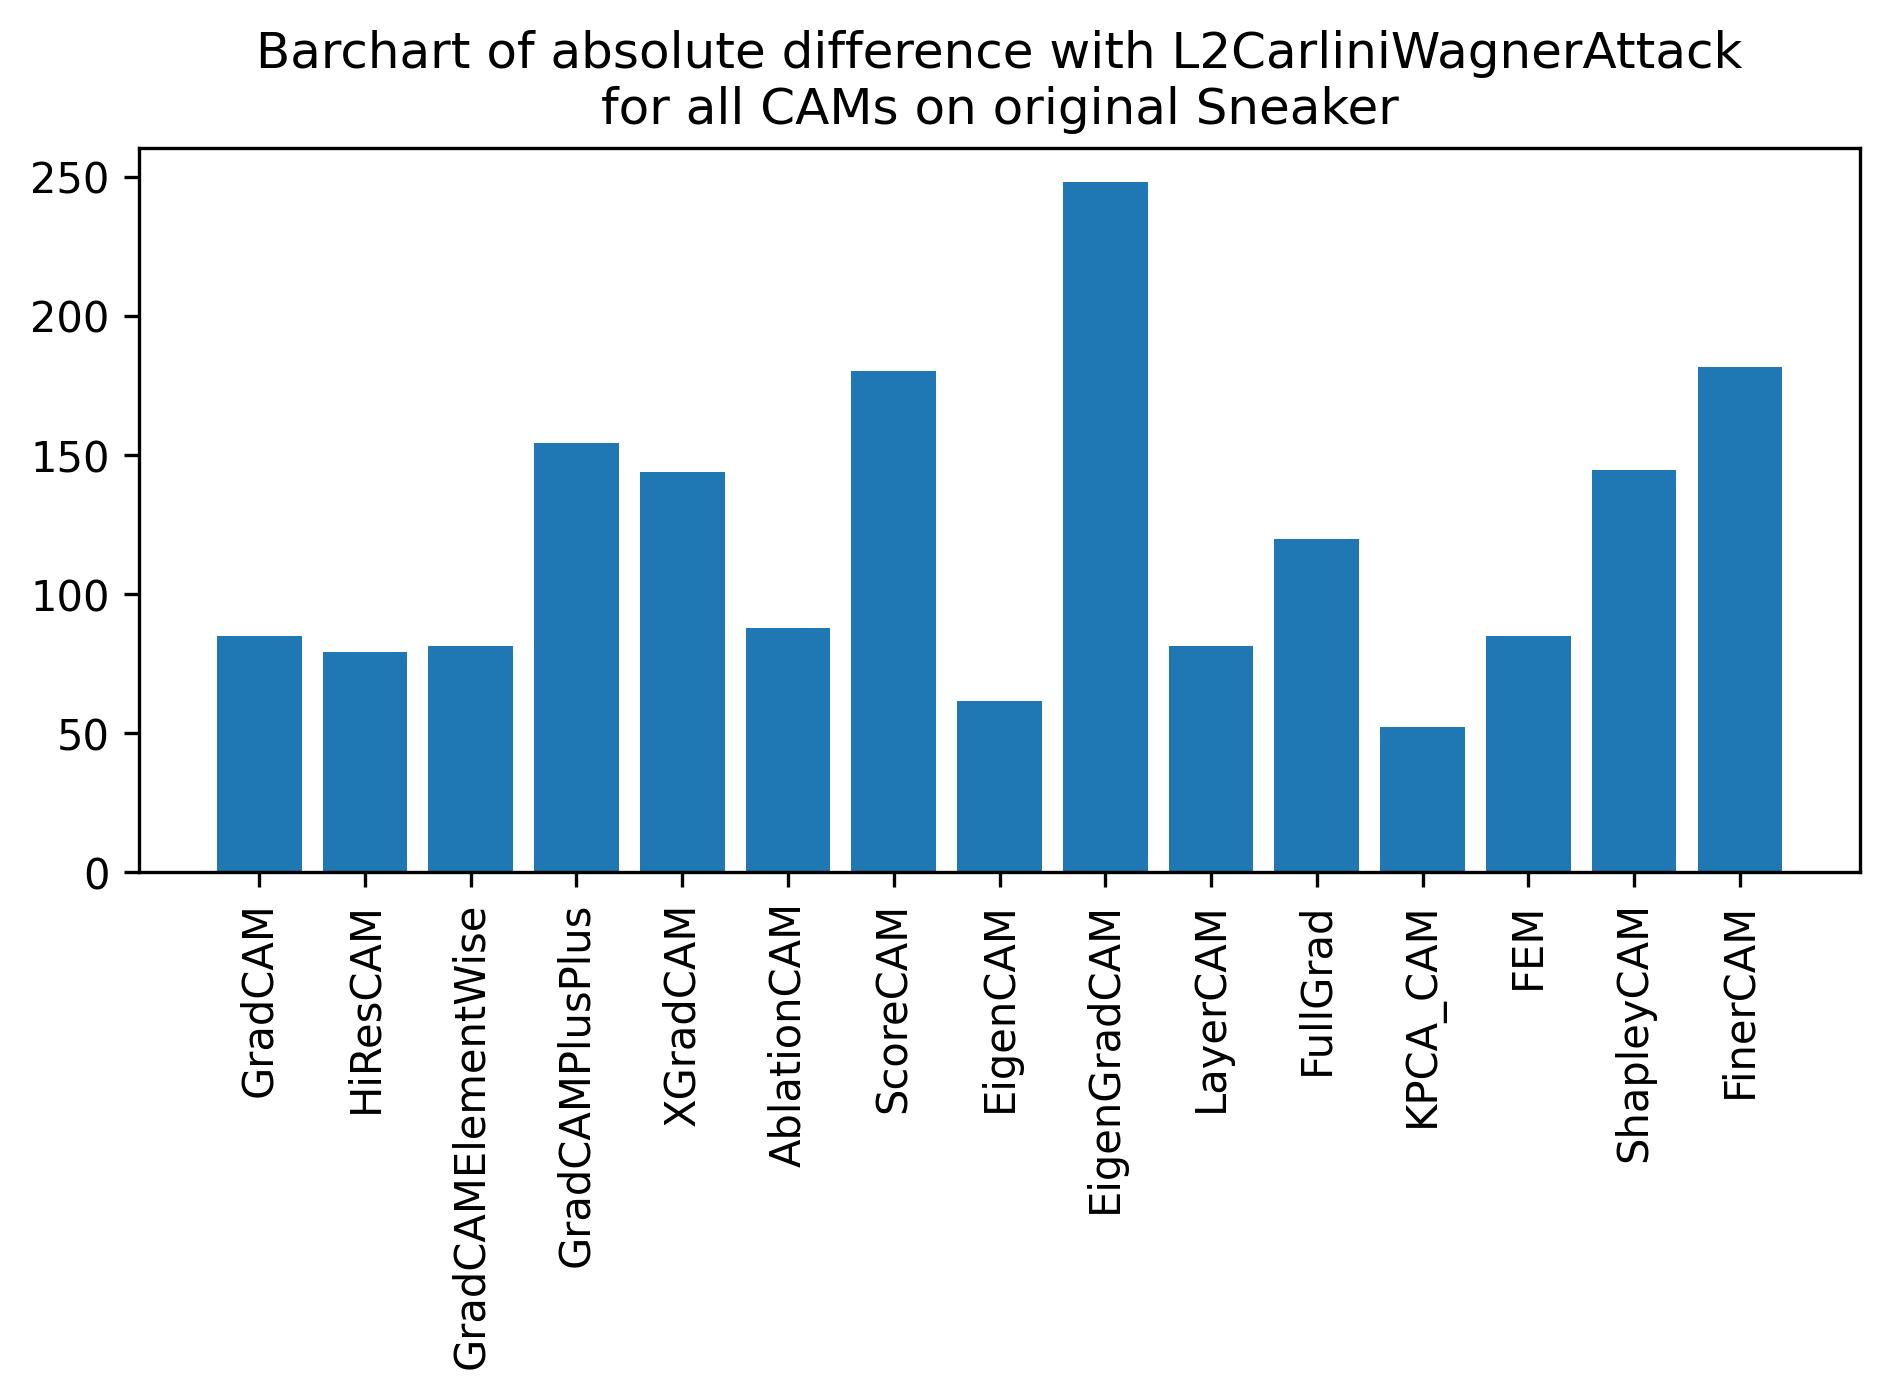 Barchart of absolute difference with L2CarliniWagnerAttack
for all CAMs on original Sneaker
250
200
150
100
50
0
GradCAM
HiResCAM
GradCAMElementWise
GradCAMPlusPlus
XGradCAM
AblationCAM
ScoreCAM
EigenCAM
EigenGradCAM
LayerCAM
FullGrad
KPCA_CAM
FEM
ShapleyCAM
FinerCAM